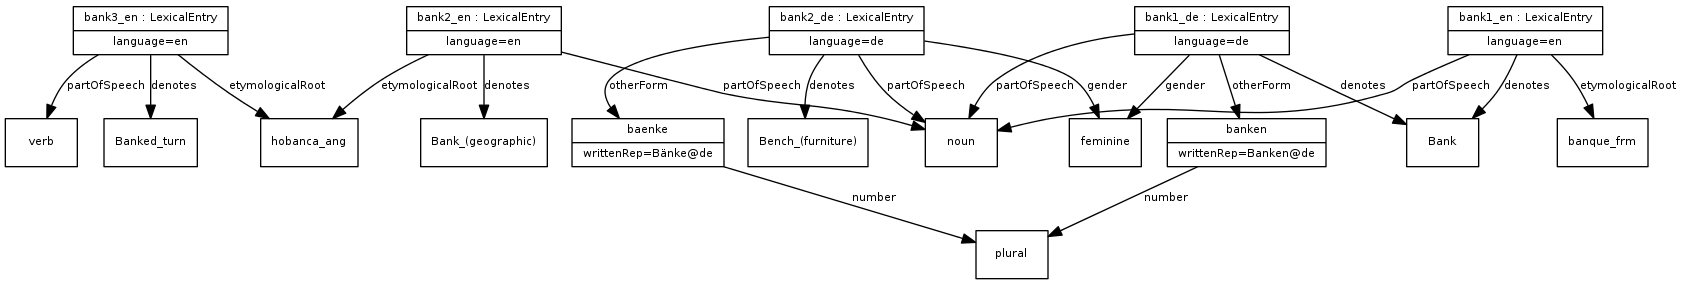 bank3_en : LexicalEntry
language=en
bank2_en : LexicalEntry
language=en
bank2_de : LexicalEntry
language=de
bank1_de : LexicalEntry
language=de
bank1_en : LexicalEntry
language=en
partOfSpeech
denotes
etymologicalRoot
etymologicalRoot
denotes
partOfSpeech
otherForm
denotes
partOfSpeech
gender
partOfSpeech
gender
otherForm
denotes
partOfSpeech
denotes
etymologicalRoot
verb
Banked_turn
hobanca_ang
Bank_(geographic)
baenke
writtenRep=Bänke@de
Bench_(furniture)
noun
feminine
banken
writtenRep=Banken@de
Bank
banque_frm
number
number
plural